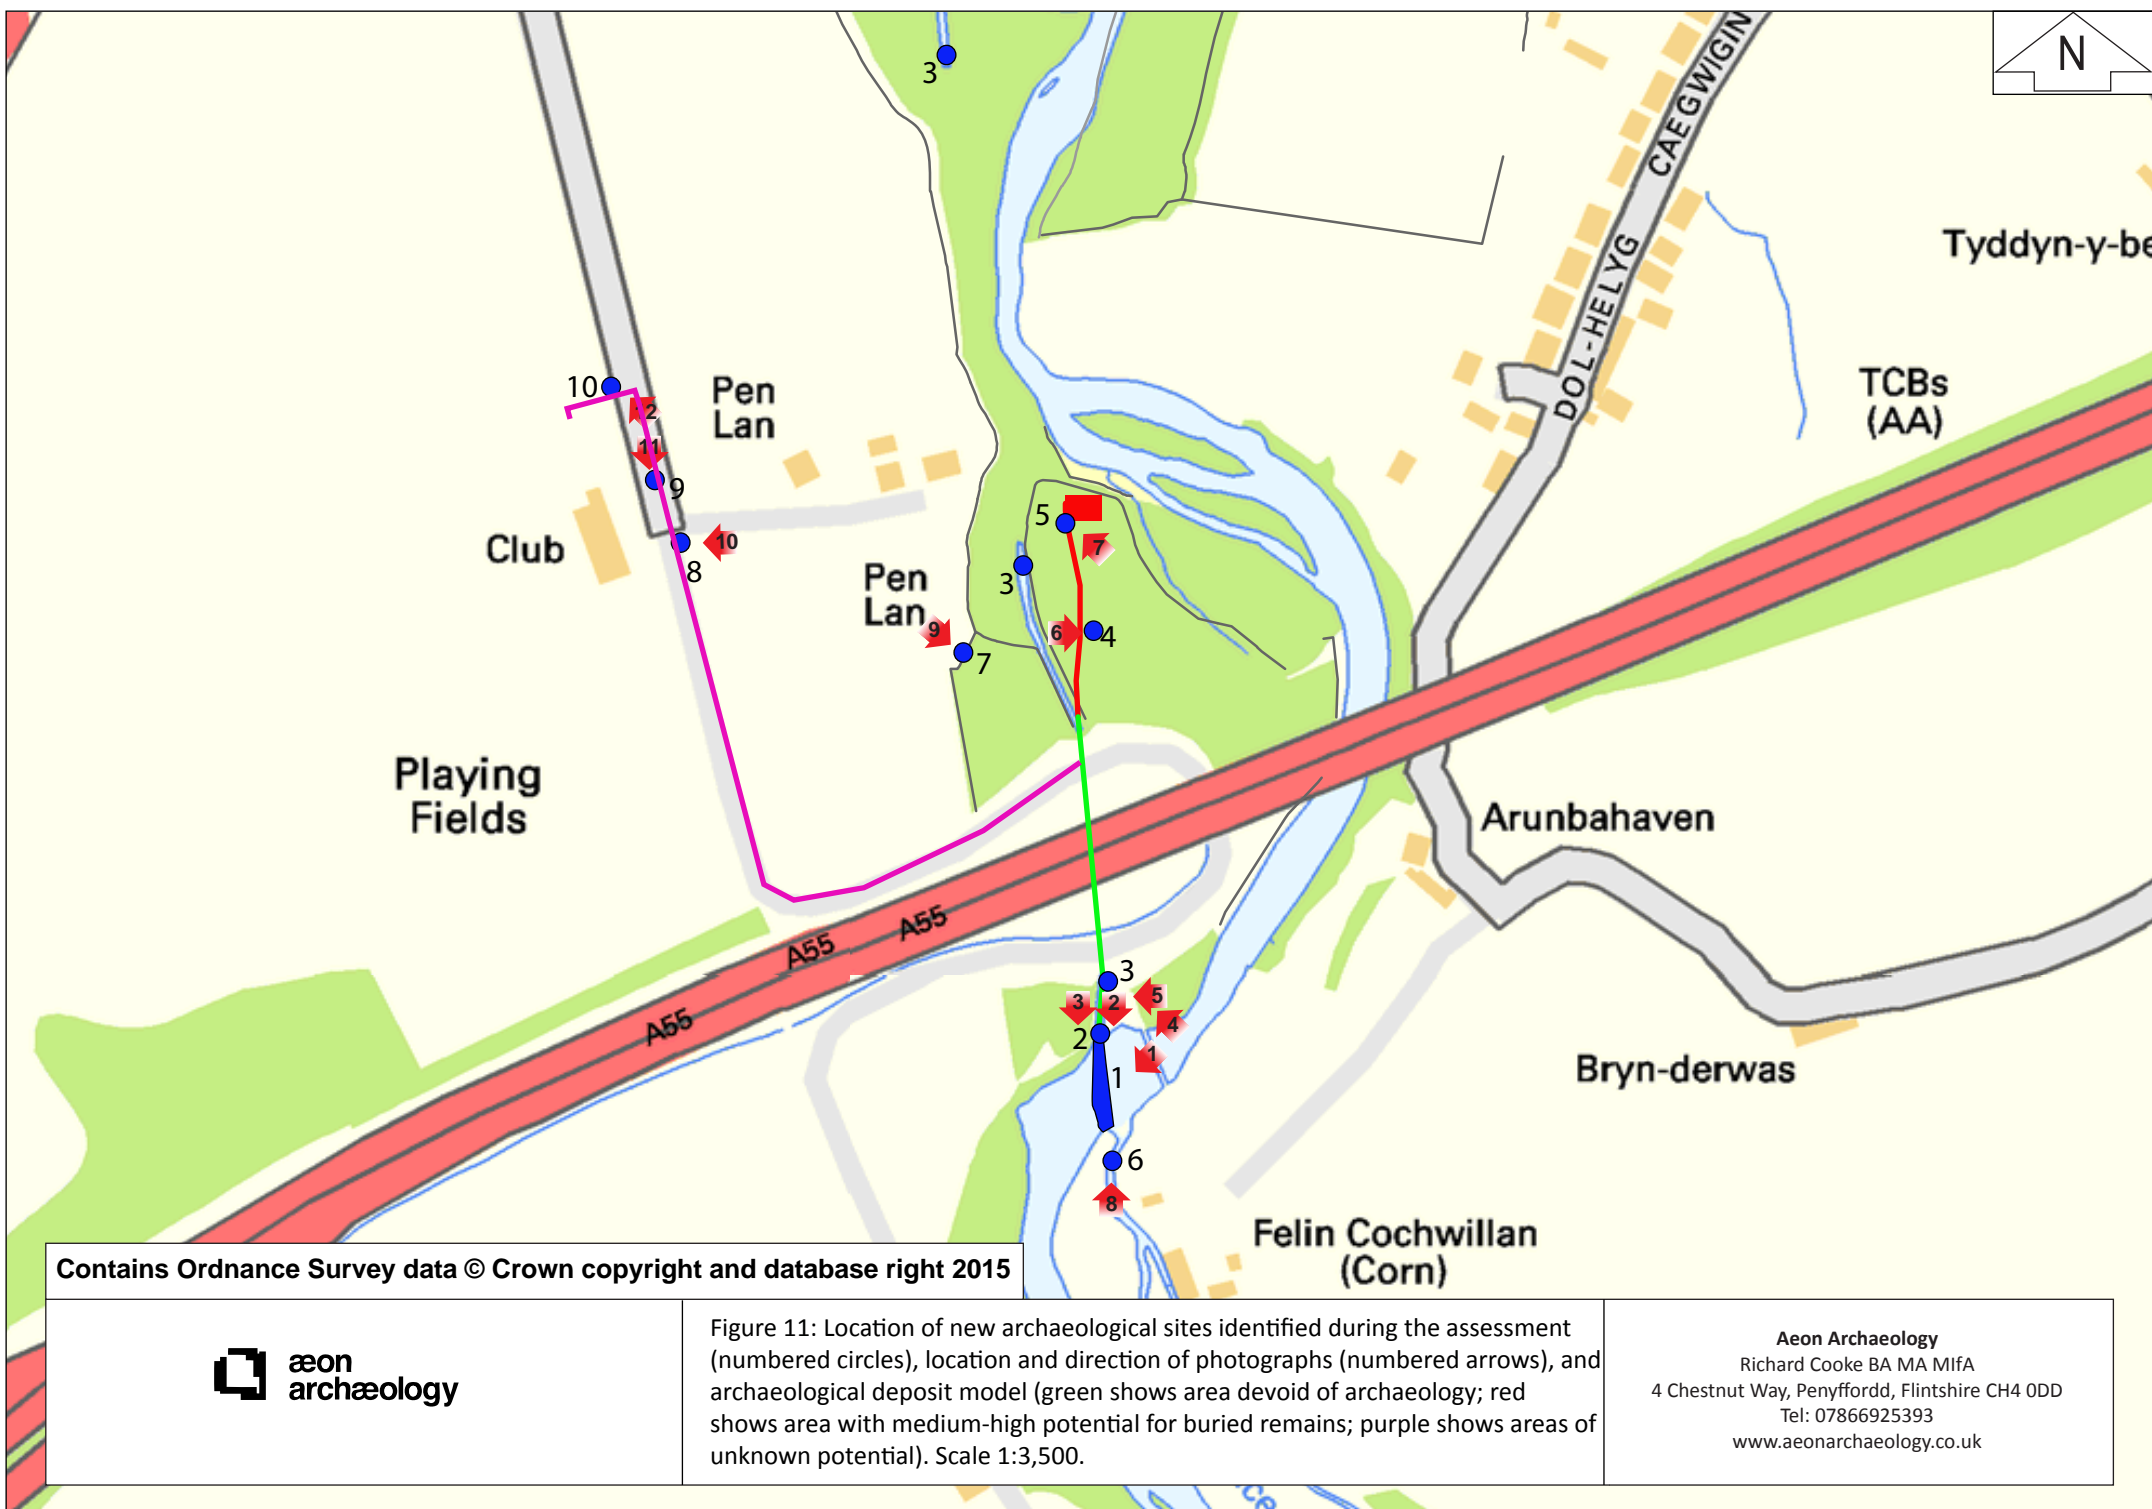 N
3
CAEGWIGIN
Tyddyn-y-be
DOL-HELYG
10
12
Pen
Lan
TCBs
(AA)
11
9
5
Club
10
7
8
3
Pen
Lan
9
6
4
7
Playing
Fields
Arunbahaven
A55
A55
3
3
2
5
A55
4
2
1
1
Bryn-derwas
6
8
Felin Cochwillan
(Corn)
Contains Ordnance Survey data © Crown copyright and database right 2015
æon
archæology
Figure 11: Location of new archaeological sites identified during the assessment
(numbered circles), location and direction of photographs (numbered arrows), and
archaeological deposit model (green shows area devoid of archaeology; red
shows area with medium-high potential for buried remains; purple shows areas of
unknown potential). Scale 1:3,500.
Aeon Archaeology
Richard Cooke BA MA MIfA
4 Chestnut Way, Penyffordd, Flintshire CH4 0DD
Tel: 07866925393
www.aeonarchaeology.co.uk